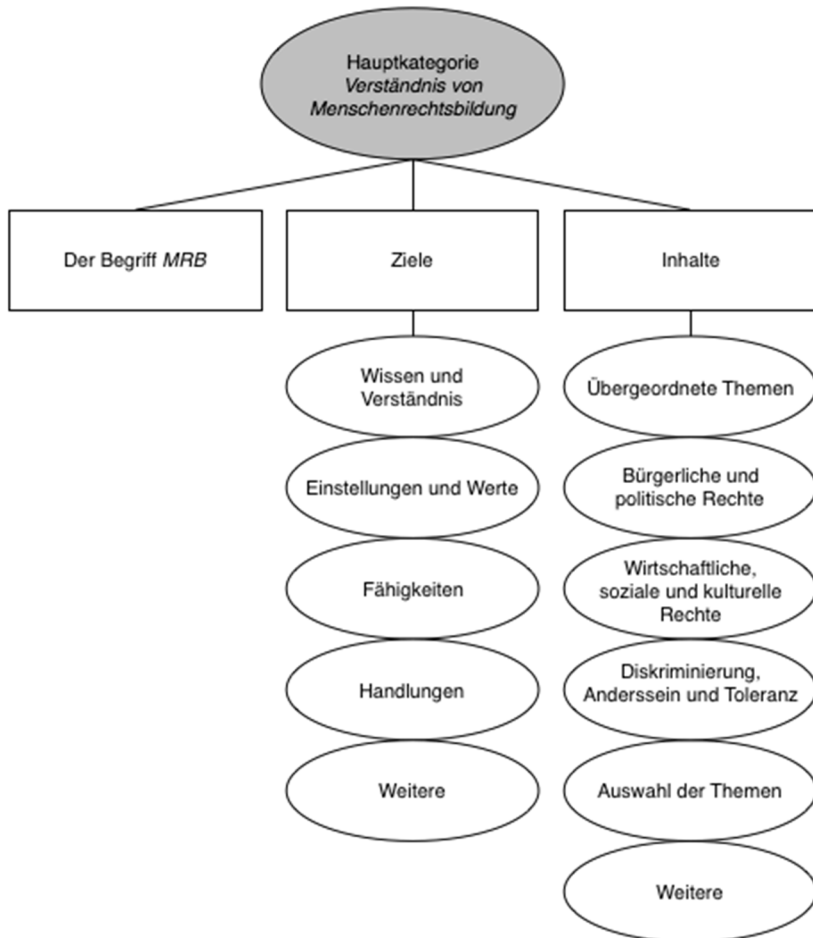 Hauptkategorie
Verständnis von
Menschenrechtsbildung
Der Begriff MRB
Ziele
Inhalte
Wissen und
Verständnis
Einstellungen und Werte
Fähigkeiten
Handlungen
Weitere
Übergeordnete Themen
Bürgerliche und
politische Rechte
Wirtschaftliche,
soziale und kulturelle
Rechte
Diskriminierung,
Anderssein und Toleranz
Auswahl der Themen
Weitere